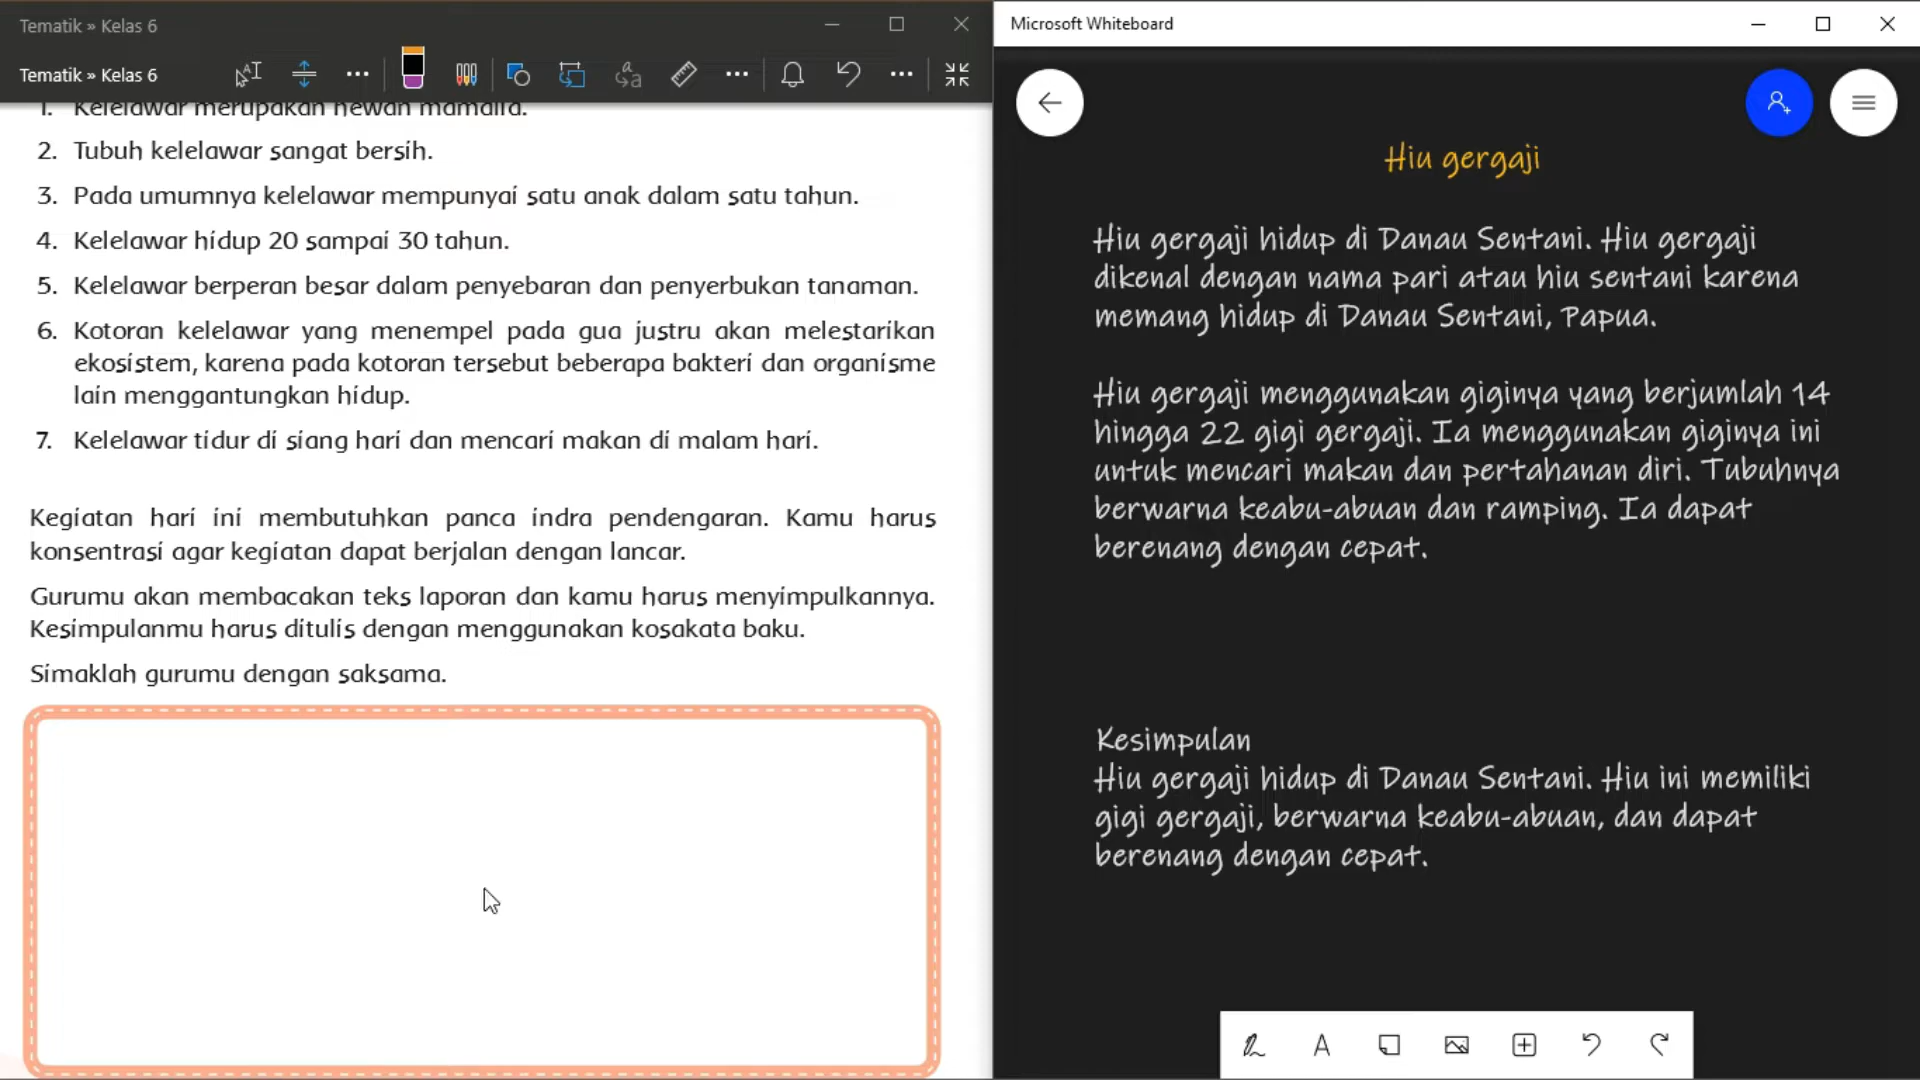 Tematik » Kelas 6
Tematik » Kelas 6
1. Kelelawar merupakan hewan mamalia.
2. Tubuh kelelawar sangat bersih.
3. Pada umumnya kelelawar mempunyai satu anak dalam satu tahun.
4. Kelelawar hidup 20 sampai 30 tahun.
5. Kelelawar berperan besar dalam penyebaran dan penyerbukan tanaman.
6. Kotoran kelelawar yang menempel pada gua justru akan melestarikan
ekosistem, karena pada kotoran tersebut beberapa bakteri dan organisme
lain menggantungkan hidup.
7. Kelelawar tidur di siang hari dan mencari makan di malam hari.
Kegiatan hari ini membutuhkan panca indra pendengaran. Kamu harus
konsentrasi agar kegiatan dapat berjalan dengan lancar.
Gurumu akan membacakan teks laporan dan kamu harus menyimpulkannya.
Kesimpulanmu harus ditulis dengan menggunakan kosakata baku.
Simaklah gurumu dengan saksama.
Microsoft Whiteboard
Hiu gergaji
Hiu gergaji hidup di Danau Sentani. Hiu gergaji
dikenal dengan nama pari atau hiu sentani karena
memang hidup di Danau Sentani, Papua.
Hiu gergaji menggunakan giginya yang berjumlah 14
hingga 22 gigi gergaji. Ia menggunakan giginya ini
untuk mencari makan dan pertahanan diri. Tubuhnya
berwarna keabu-abuan dan ramping. Ia dapat
berenang dengan cepat.
Kesimpulan
Hiu gergaji hidup di Danau Sentani. Hiu ini memiliki
gigi gergaji, berwarna keabu-abuan, dan dapat
berenang dengan cepat.